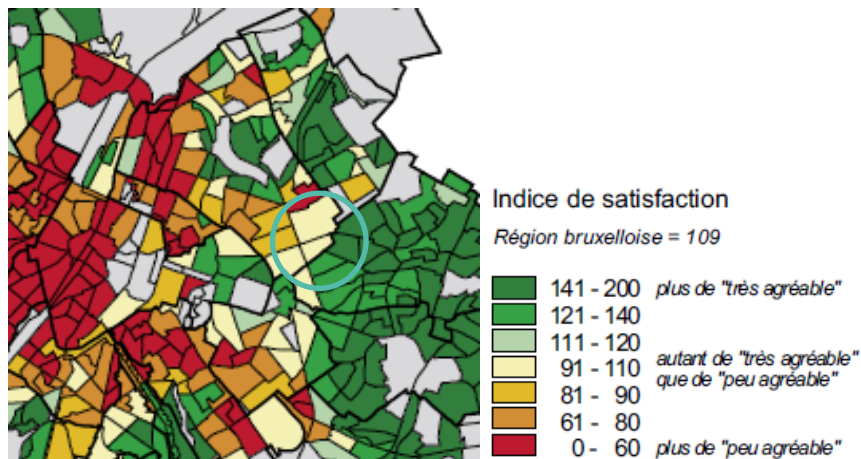 Indice de satisfaction
Région bruxelloise = 109
141 - 200 plus de "très agréable"
121 - 140
111 - 120
91 - 110 autant de "très agréable"
que de "peu agréable"
81 - 90
61 - 80
0 - 60 plus de "peu agréable"